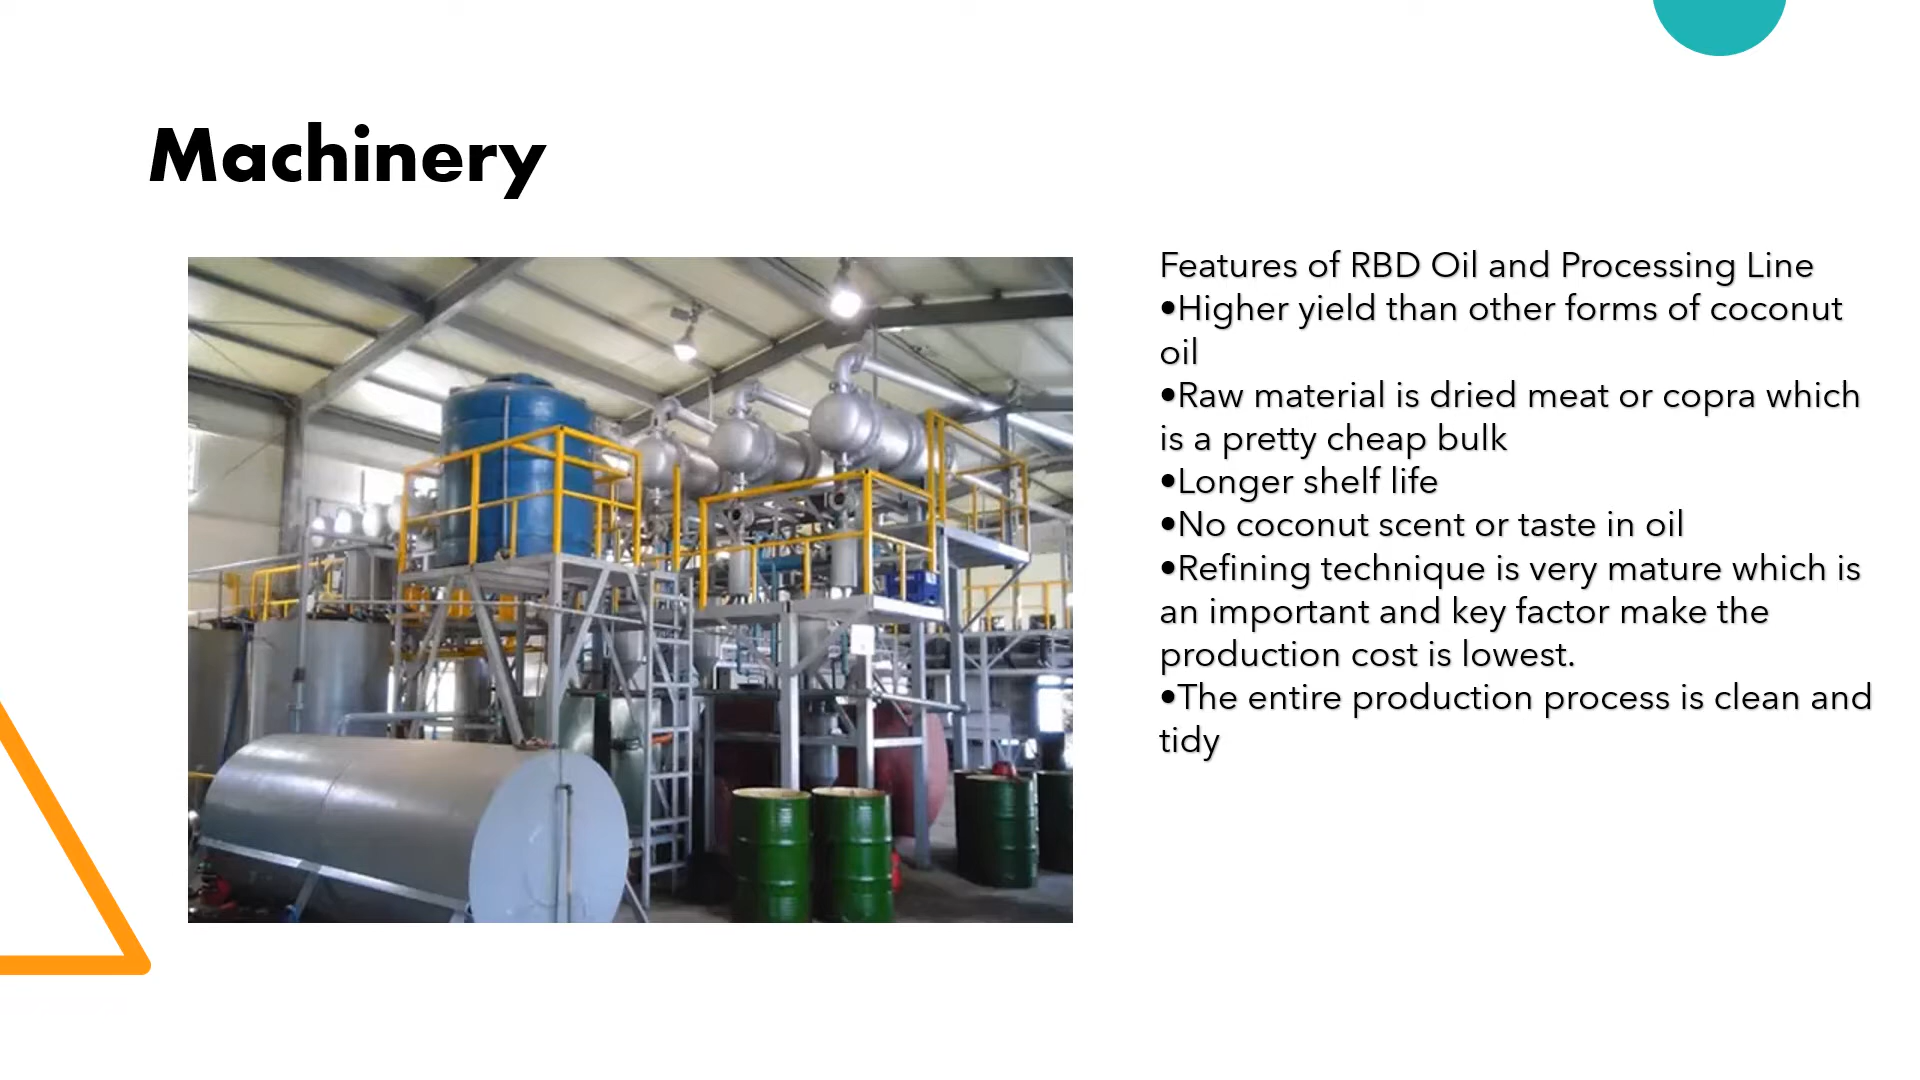 Machinery
Features of RBD Oil and Processing Line
•Higher yield than other forms of coconut
oil
•Raw material is dried meat or copra which
is a pretty cheap bulk
•Longer shelf life
•No coconut scent or taste in oil
•Refining technique is very mature which is
an important and key factor make the
production cost is lowest.
•The entire production process is clean and
tidy